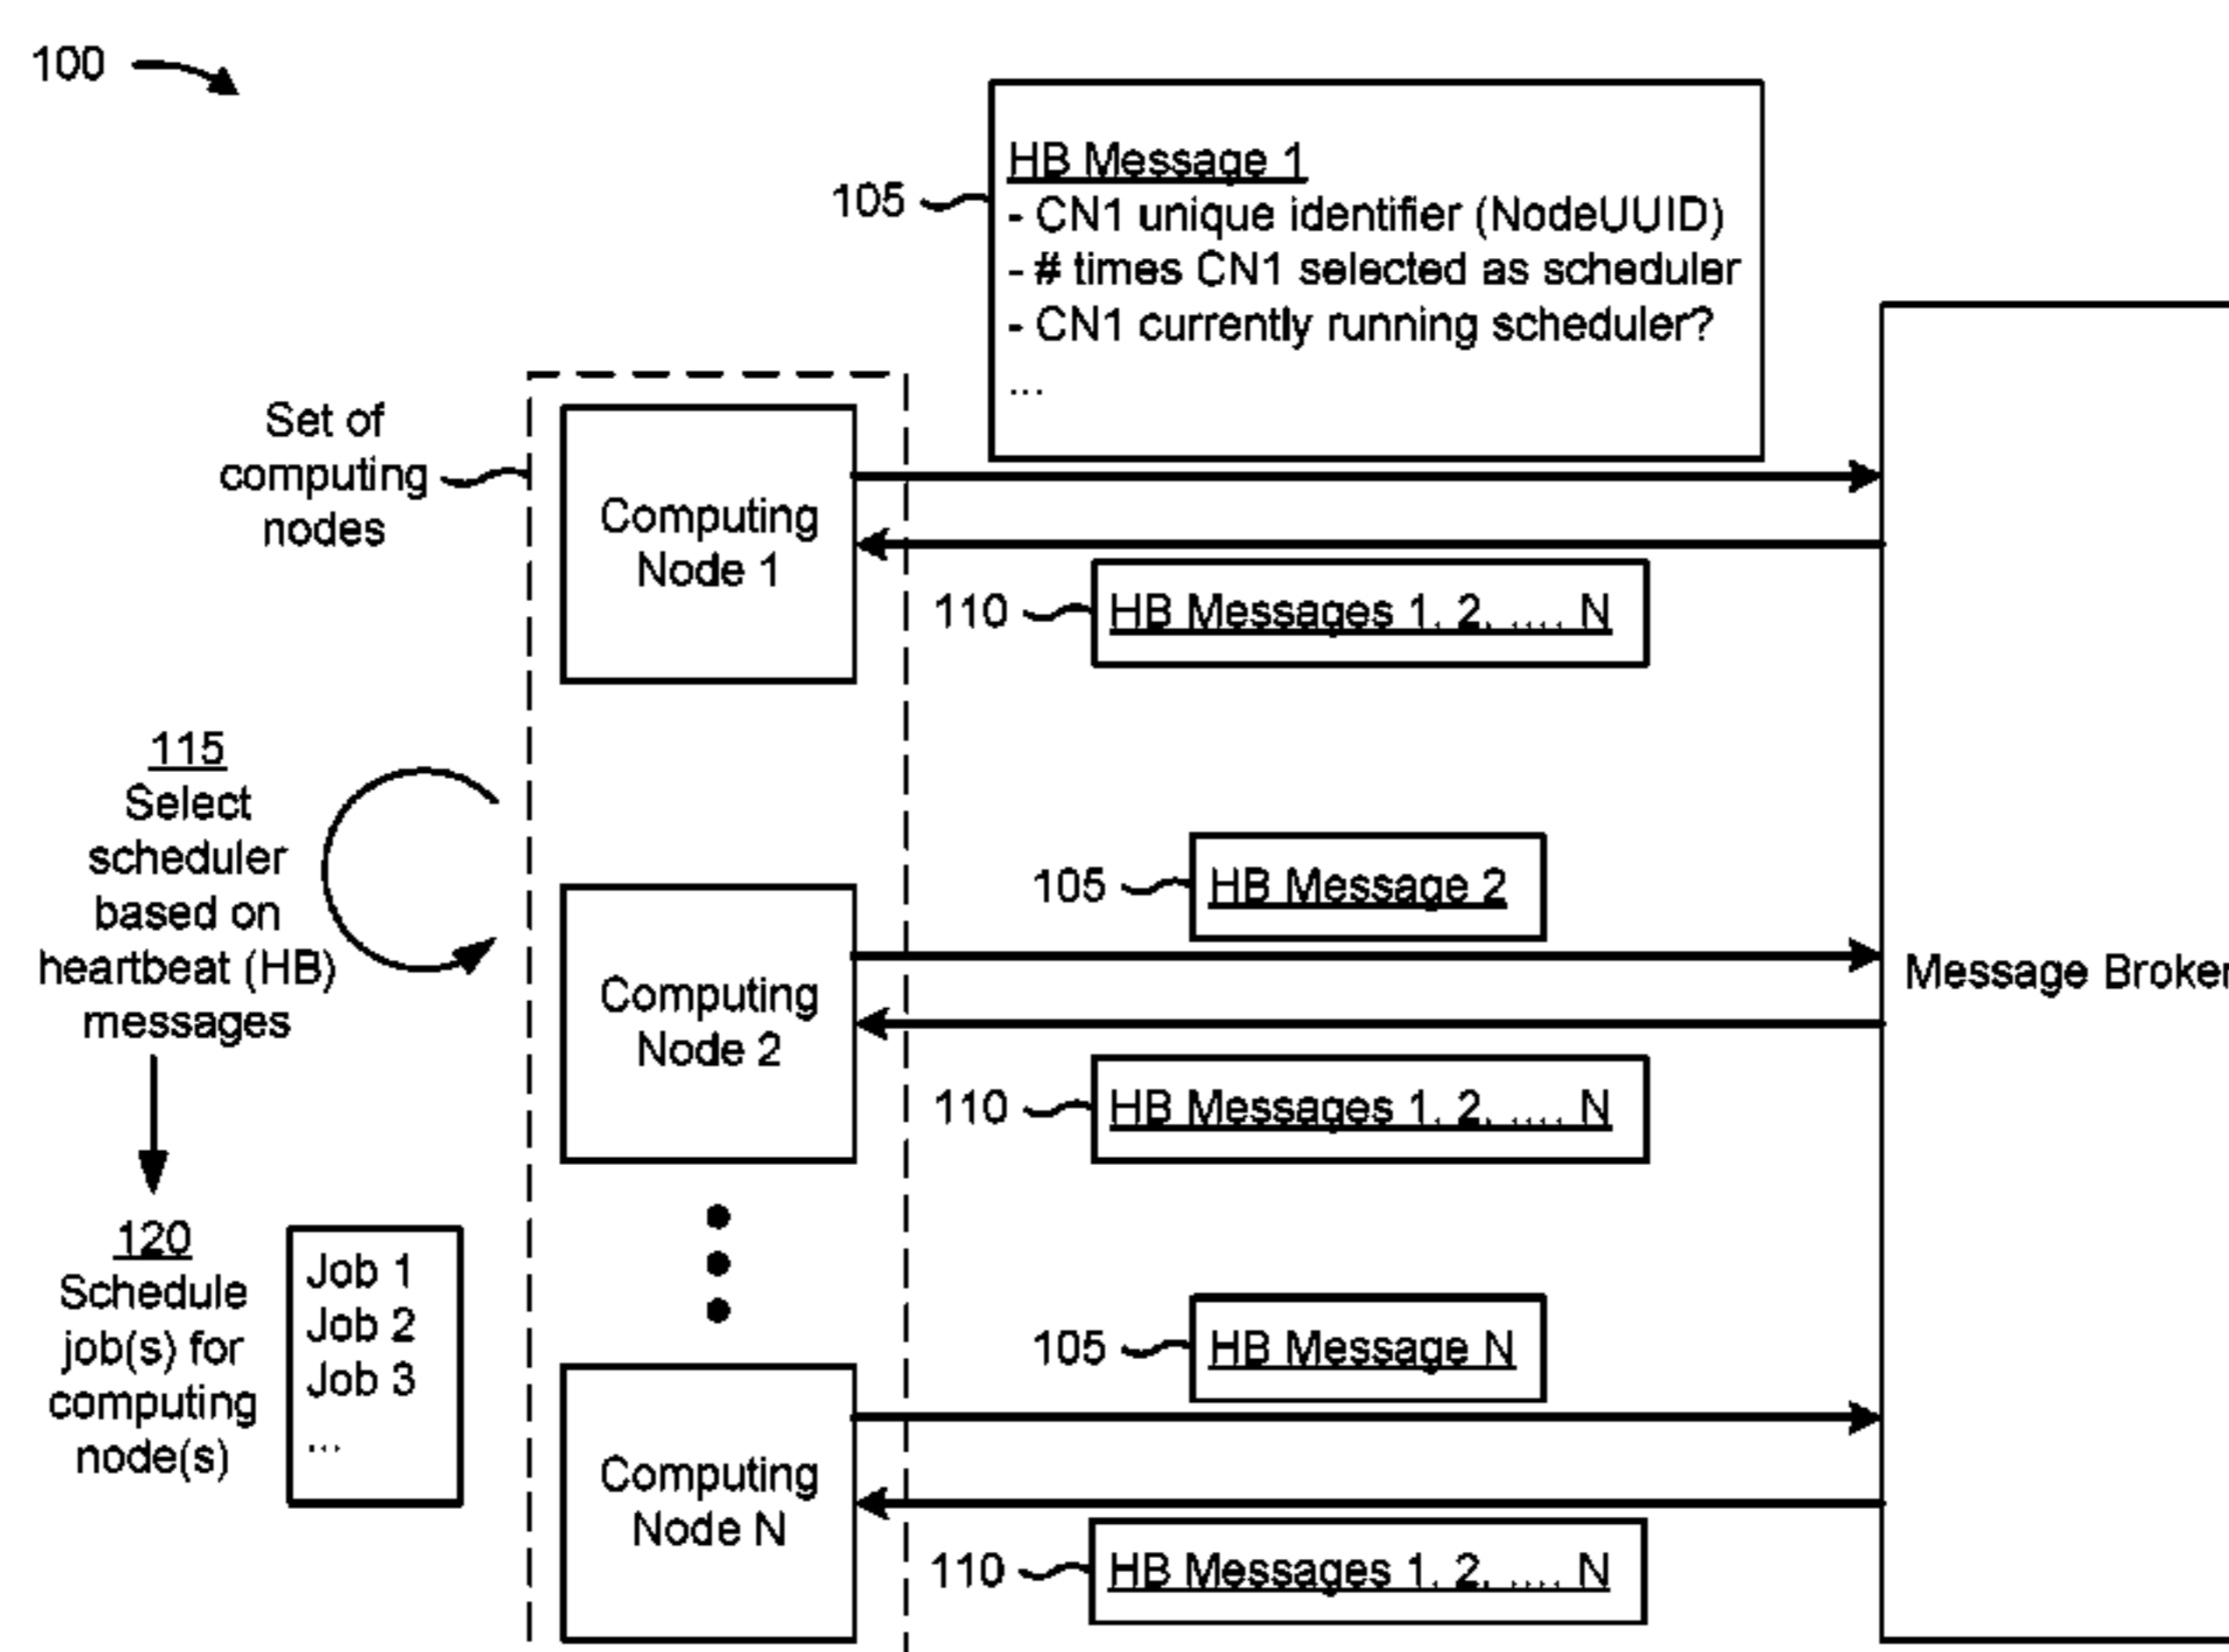 100
HB Message 1
105
- CN1 unique identifier (NodeUUID)
- # times CN1 selected as scheduler
- CN1 currently running scheduler?
...
Set of
computing
nodes
Computing
Node 1
110
HB Messages 1, 2, ...., N
115
Select
scheduler
based on
heartbeat (HB)
messages
105
HB Message 2
Computing
Node 2
Message Broker
110
HB Messages 1, 2, ...., N
120
Schedule
job(s) for
computing
node(s)
Job 1
Job 2
Job 3
...
105
HB Message N
Computing
Node N
110
HB Messages 1, 2, ...., N